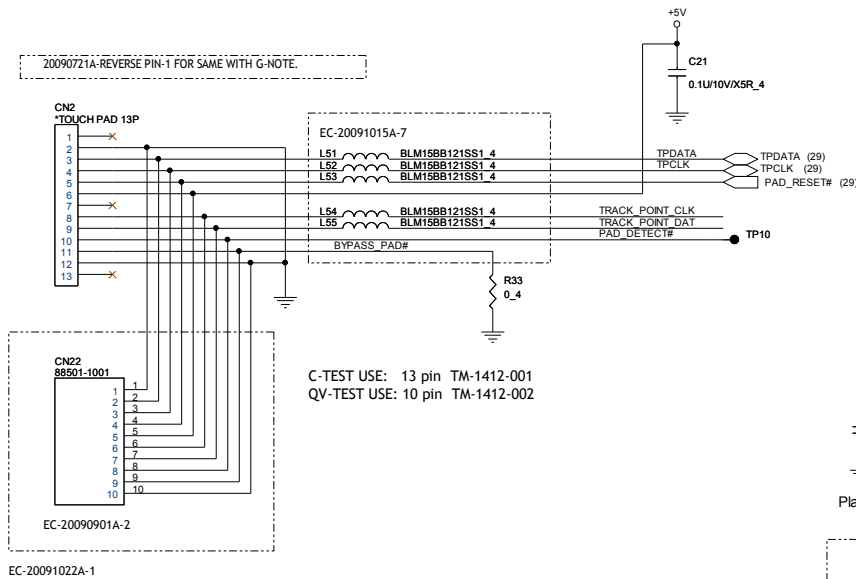 +5V
20090721A-REVERSE PIN-1 FOR SAME WITH G-NOTE.
C21
0.1U/10V/X5R_4
CN2
*TOUCH PAD 13P
EC-20091015A-7
1
2
3
4
5
6
7
8
9
10
11
12
13
L51 BLM15BB121SS1_4 TPDATA TPDATA (29)
L52 BLM15BB121SS1_4 TPCLK TPCLK (29)
L53 BLM15BB121SS1_4 PAD_RESET# (29)
L54 BLM15BB121SS1_4 TRACK_POINT_CLK
L55 BLM15BB121SS1_4 TRACK_POINT_DAT
PAD_DETECT# TP10
BYPASS_PAD#
R33
0_4
CN22
88501-1001
1 1
2 2
3 3
4 4
5 5
6 6
7 7
8 8
9 9
10 10
C-TEST USE: 13 pin TM-1412-001
QV-TEST USE: 10 pin TM-1412-002
Pla
EC-20090901A-2
EC-20091022A-1